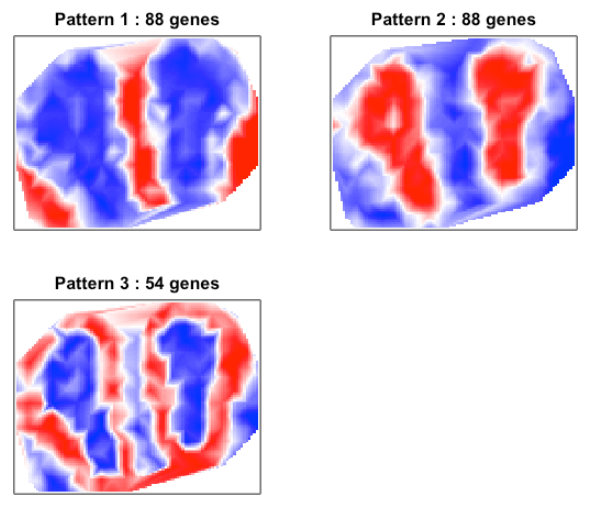 Pattern 1 : 88 genes
Pattern 2 : 88 genes
Pattern 3 : 54 genes